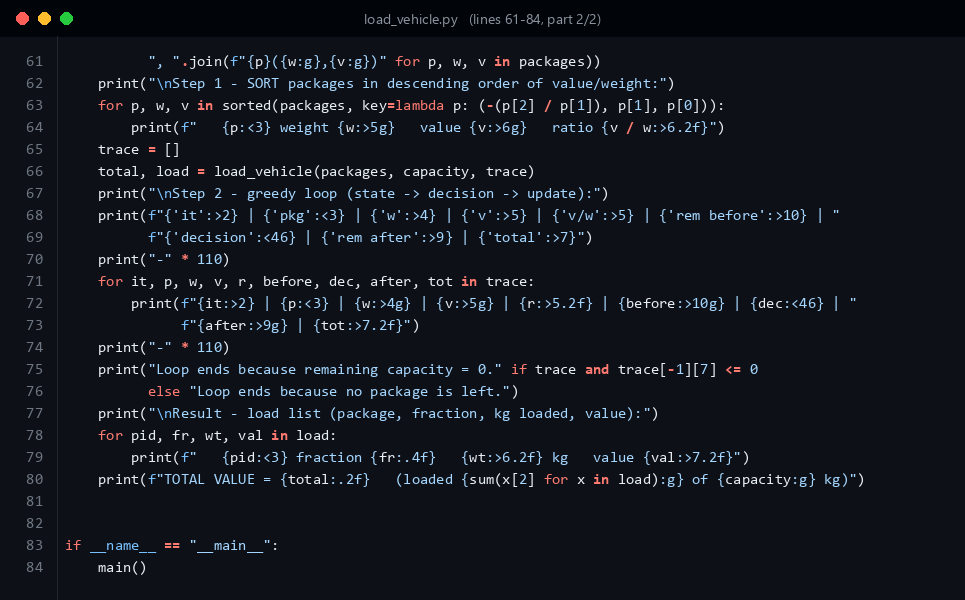 load_vehicle.py   (lines 61-84, part 2/2)
61            ", ".join(f"{p}({w:g},{v:g})" for p, w, v in packages))
62      print("\nStep 1 - SORT packages in descending order of value/weight:")
63      for p, w, v in sorted(packages, key=lambda p: (-(p[2] / p[1]), p[1], p[0])):
64          print(f"   {p:<3} weight {w:>5g}   value {v:>6g}   ratio {v / w:>6.2f}")
65      trace = []
66      total, load = load_vehicle(packages, capacity, trace)
67      print("\nStep 2 - greedy loop (state -> decision -> update):")
68      print(f"{'it':>2} | {'pkg':<3} | {'w':>4} | {'v':>5} | {'v/w':>5} | {'rem before':>10} | "
69            f"{'decision':<46} | {'rem after':>9} | {'total':>7}")
70      print("-" * 110)
71      for it, p, w, v, r, before, dec, after, tot in trace:
72          print(f"{it:>2} | {p:<3} | {w:>4g} | {v:>5g} | {r:>5.2f} | {before:>10g} | {dec:<46} | "
73                f"{after:>9g} | {tot:>7.2f}")
74      print("-" * 110)
75      print("Loop ends because remaining capacity = 0." if trace and trace[-1][7] <= 0
76            else "Loop ends because no package is left.")
77      print("\nResult - load list (package, fraction, kg loaded, value):")
78      for pid, fr, wt, val in load:
79          print(f"   {pid:<3} fraction {fr:.4f}   {wt:>6.2f} kg   value {val:>7.2f}")
80      print(f"TOTAL VALUE = {total:.2f}   (loaded {sum(x[2] for x in load):g} of {capacity:g} kg)")
81
82
83  if __name__ == "__main__":
84      main()